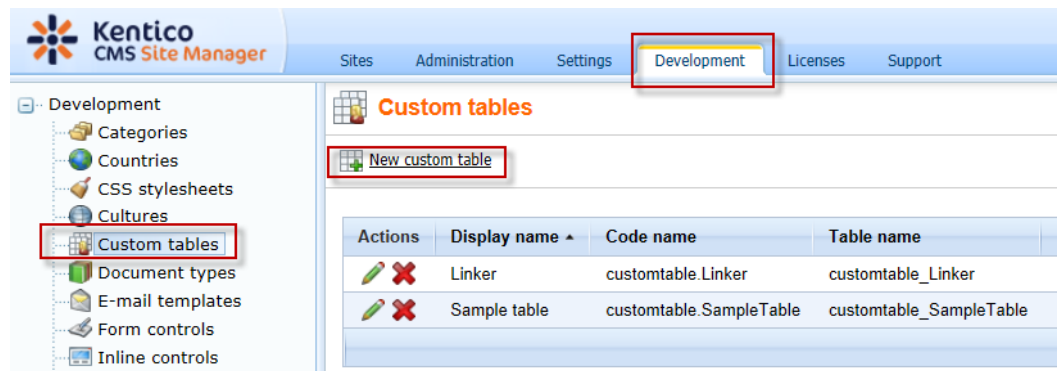 Kentico
CMS Site Manager
Sites Administration Settings Development Licenses Support
Development
Categories
Countries
CSS stylesheets
Cultures
Custom tables
Document types
E-mail templates
Form controls
Inline controls
Custom tables
New custom table
Actions Display name Code name Table name
Linker customtable.Linker customtable_Linker
Sample table customtable.SampleTable customtable_SampleTable